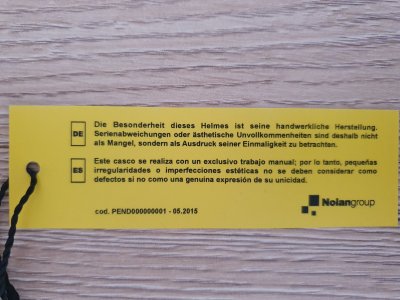 DE
Die Besonderheit dieses Helmes ist seine handwerkliche Herstellung.
Serienabweichungen oder ästhetische Unvollkommenheiten sind deshalb nicht
als Mangel, sondern als Ausdruck seiner Einmaligkeit zu betrachten.
ES
Este casco se realiza con un exclusivo trabajo manual; por lo tanto, pequeñas
irregularidades o imperfecciones estéticas no se deben considerar como
defectos si no como una genuina expresión de su unicidad.
cod. PEND000000001 - 05.2015
Nolangroup